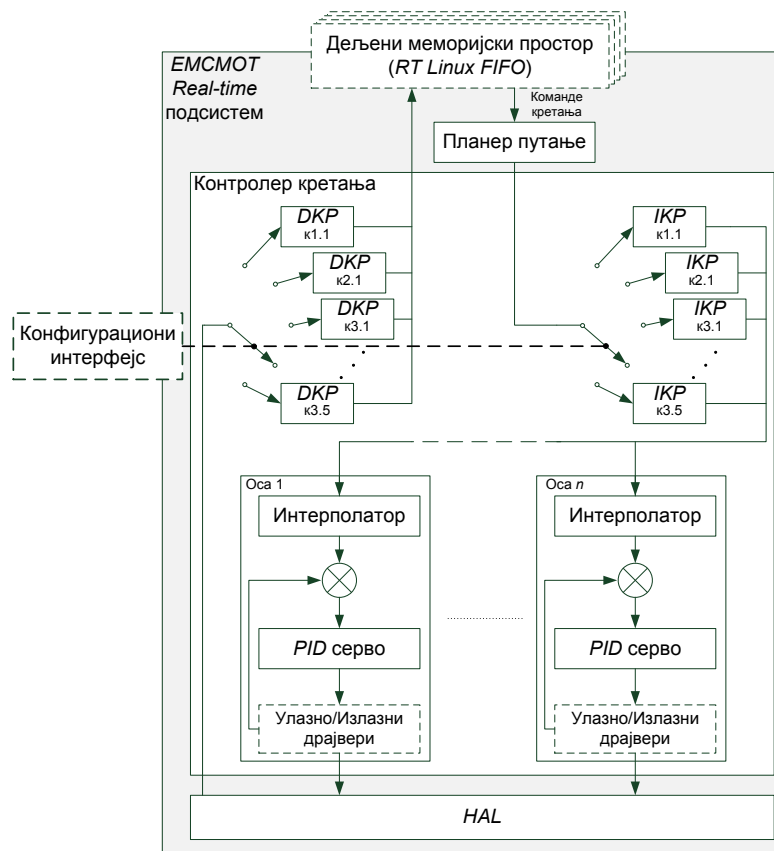 Дељени меморијски простор
(RT Linux FIFO)
EMCMOT
Real-time
подсистем
Команде
кретања
Планер путање
Контролер кретања
DKP
к1.1
DKP
к2.1
DKP
к3.1
DKP
к3.5
IKP
к1.1
IKP
к2.1
IKP
к3.1
IKP
к3.5
Конфигурациони
интерфејс
Оса 1
Интерполатор
PID серво
Улазно/Излазни
драјвери
Оса n
Интерполатор
PID серво
Улазно/Излазни
драјвери
HAL